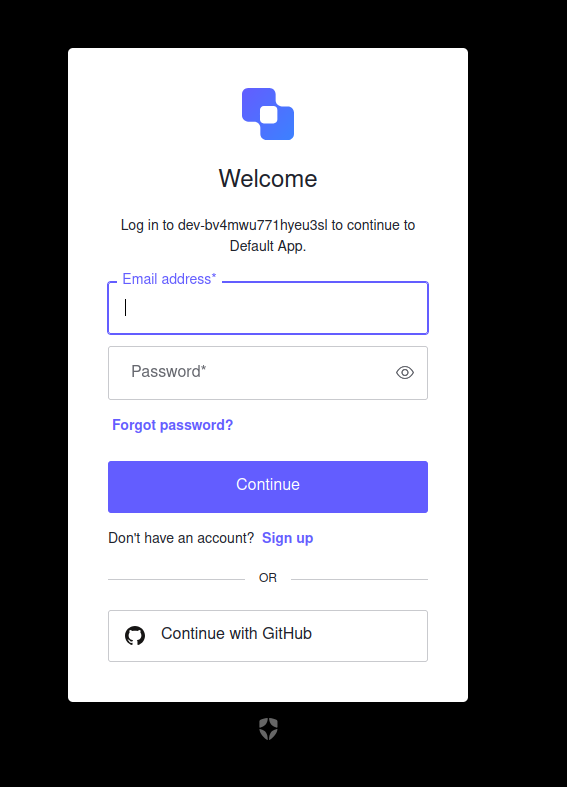 Welcome
Log in to dev-bv4mwu771hyeu3sl to continue to
Default App.
Email address*
Password*
Forgot password?
Continue
Don't have an account? Sign up
OR
Continue with GitHub